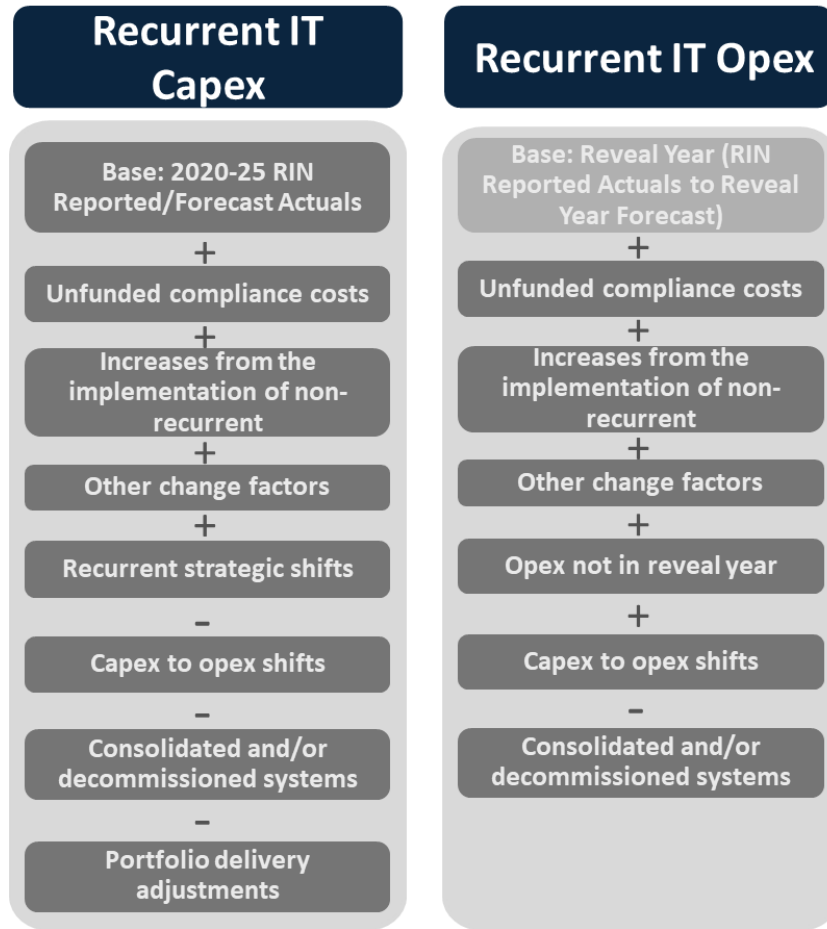 Recurrent IT
Capex
Base: 2020-25 RIN
Reported/Forecast Actuals
+
Unfunded compliance costs
+
Increases from the
implementation of non-
recurrent
+
Other change factors
+
Recurrent strategic shifts
-
Capex to opex shifts
-
Consolidated and/or
decommissioned systems
-
Portfolio delivery
adjustments
Recurrent IT Opex
Base: Reveal Year (RIN
Reported Actuals to Reveal
Year Forecast)
+
Unfunded compliance costs
+
Increases from the
implementation of non-
recurrent
+
Other change factors
+
Opex not in reveal year
+
Capex to opex shifts
-
Consolidated and/or
decommissioned systems